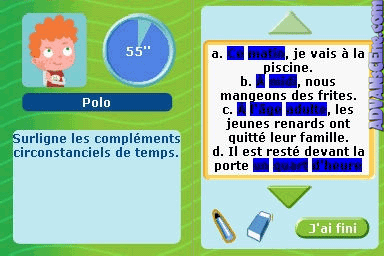 55"
Polo
Surligne les compléments
circonstanciels de temps.
a. Ce matin, je vais à la
piscine.
b. A midi, nous
mangeons des frites.
c. A l'âge adulte, les
jeunes renards ont
quitté leur famille.
d. Il est resté devant la
porte un quart d'heure
J'ai fini
ADVANSCENE.COM